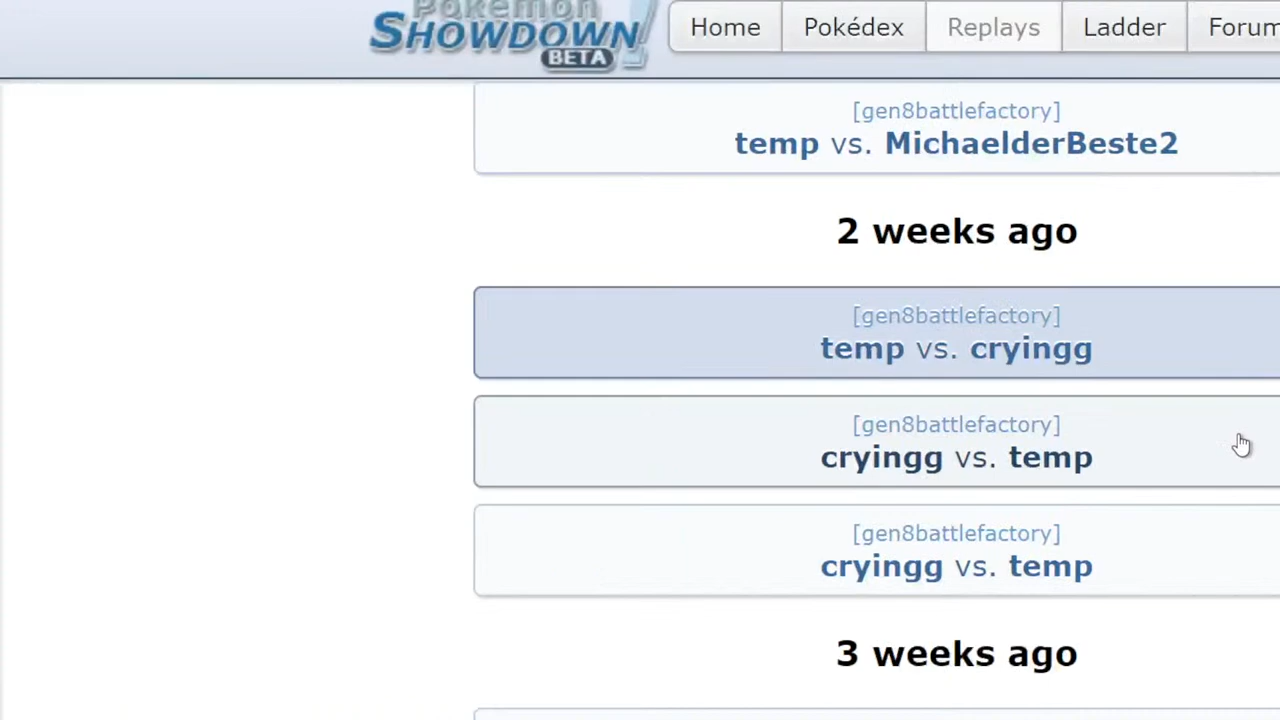 Pokémon
SHOWDOWN!
BETA
Home
Pokédex
Replays
Ladder
Forum
[gen8battlefactory]
temp vs. MichaelderBeste2
2 weeks ago
[gen8battlefactory]
temp vs. cryingg
[gen8battlefactory]
cryingg vs. temp
[gen8battlefactory]
cryingg vs. temp
3 weeks ago